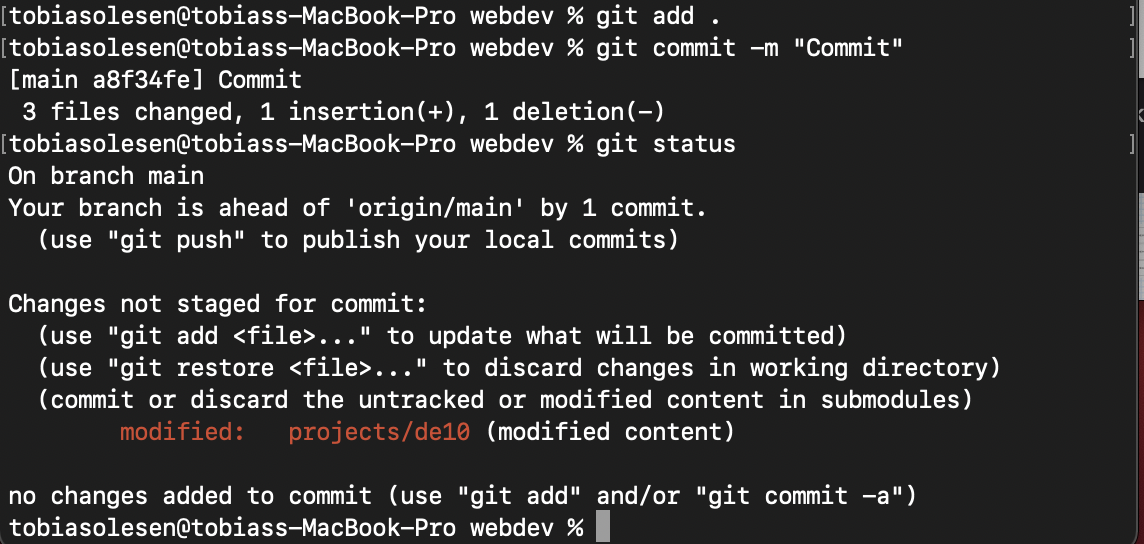 [tobiasolesen@tobiass-MacBook-Pro webdev % git add . ]
[tobiasolesen@tobiass-MacBook-Pro webdev % git commit -m "Commit" ]
[main a8f34fe] Commit
 3 files changed, 1 insertion(+), 1 deletion(-)
[tobiasolesen@tobiass-MacBook-Pro webdev % git status ]
On branch main
Your branch is ahead of 'origin/main' by 1 commit.
  (use "git push" to publish your local commits)

Changes not staged for commit:
  (use "git add <file>..." to update what will be committed)
  (use "git restore <file>..." to discard changes in working directory)
  (commit or discard the untracked or modified content in submodules)
        modified:   projects/de10 (modified content)

no changes added to commit (use "git add" and/or "git commit -a")
tobiasolesen@tobiass-MacBook-Pro webdev %